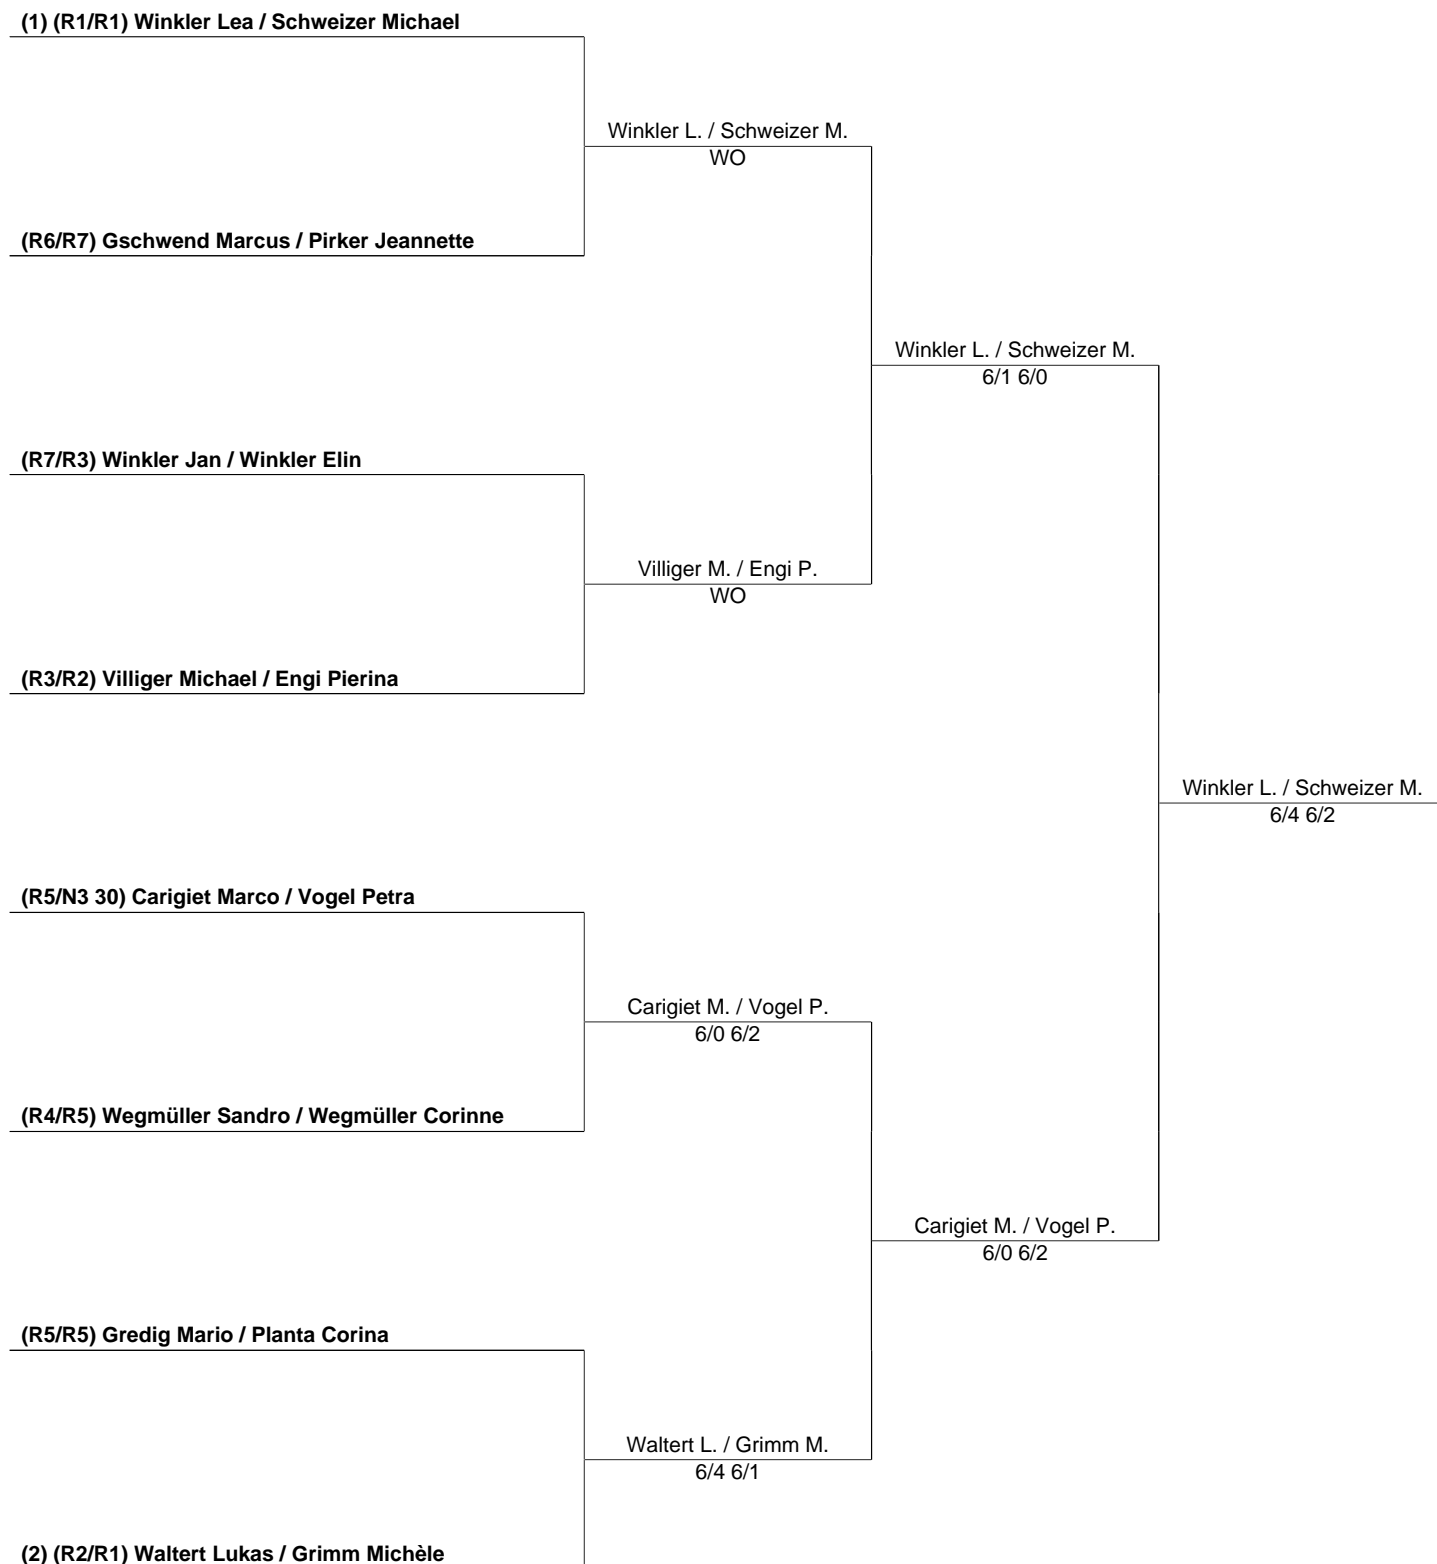 (1) (R1/R1) Winkler Lea / Schweizer Michael
Winkler L. / Schweizer M.
WO
(R6/R7) Gschwend Marcus / Pirker Jeannette
Winkler L. / Schweizer M.
6/1 6/0
(R7/R3) Winkler Jan / Winkler Elin
Villiger M. / Engi P.
WO
(R3/R2) Villiger Michael / Engi Pierina
Winkler L. / Schweizer M.
6/4 6/2
(R5/N3 30) Carigiet Marco / Vogel Petra
Carigiet M. / Vogel P.
6/0 6/2
(R4/R5) Wegmüller Sandro / Wegmüller Corinne
Carigiet M. / Vogel P.
6/0 6/2
(R5/R5) Gredig Mario / Planta Corina
Waltert L. / Grimm M.
6/4 6/1
(2) (R2/R1) Waltert Lukas / Grimm Michèle